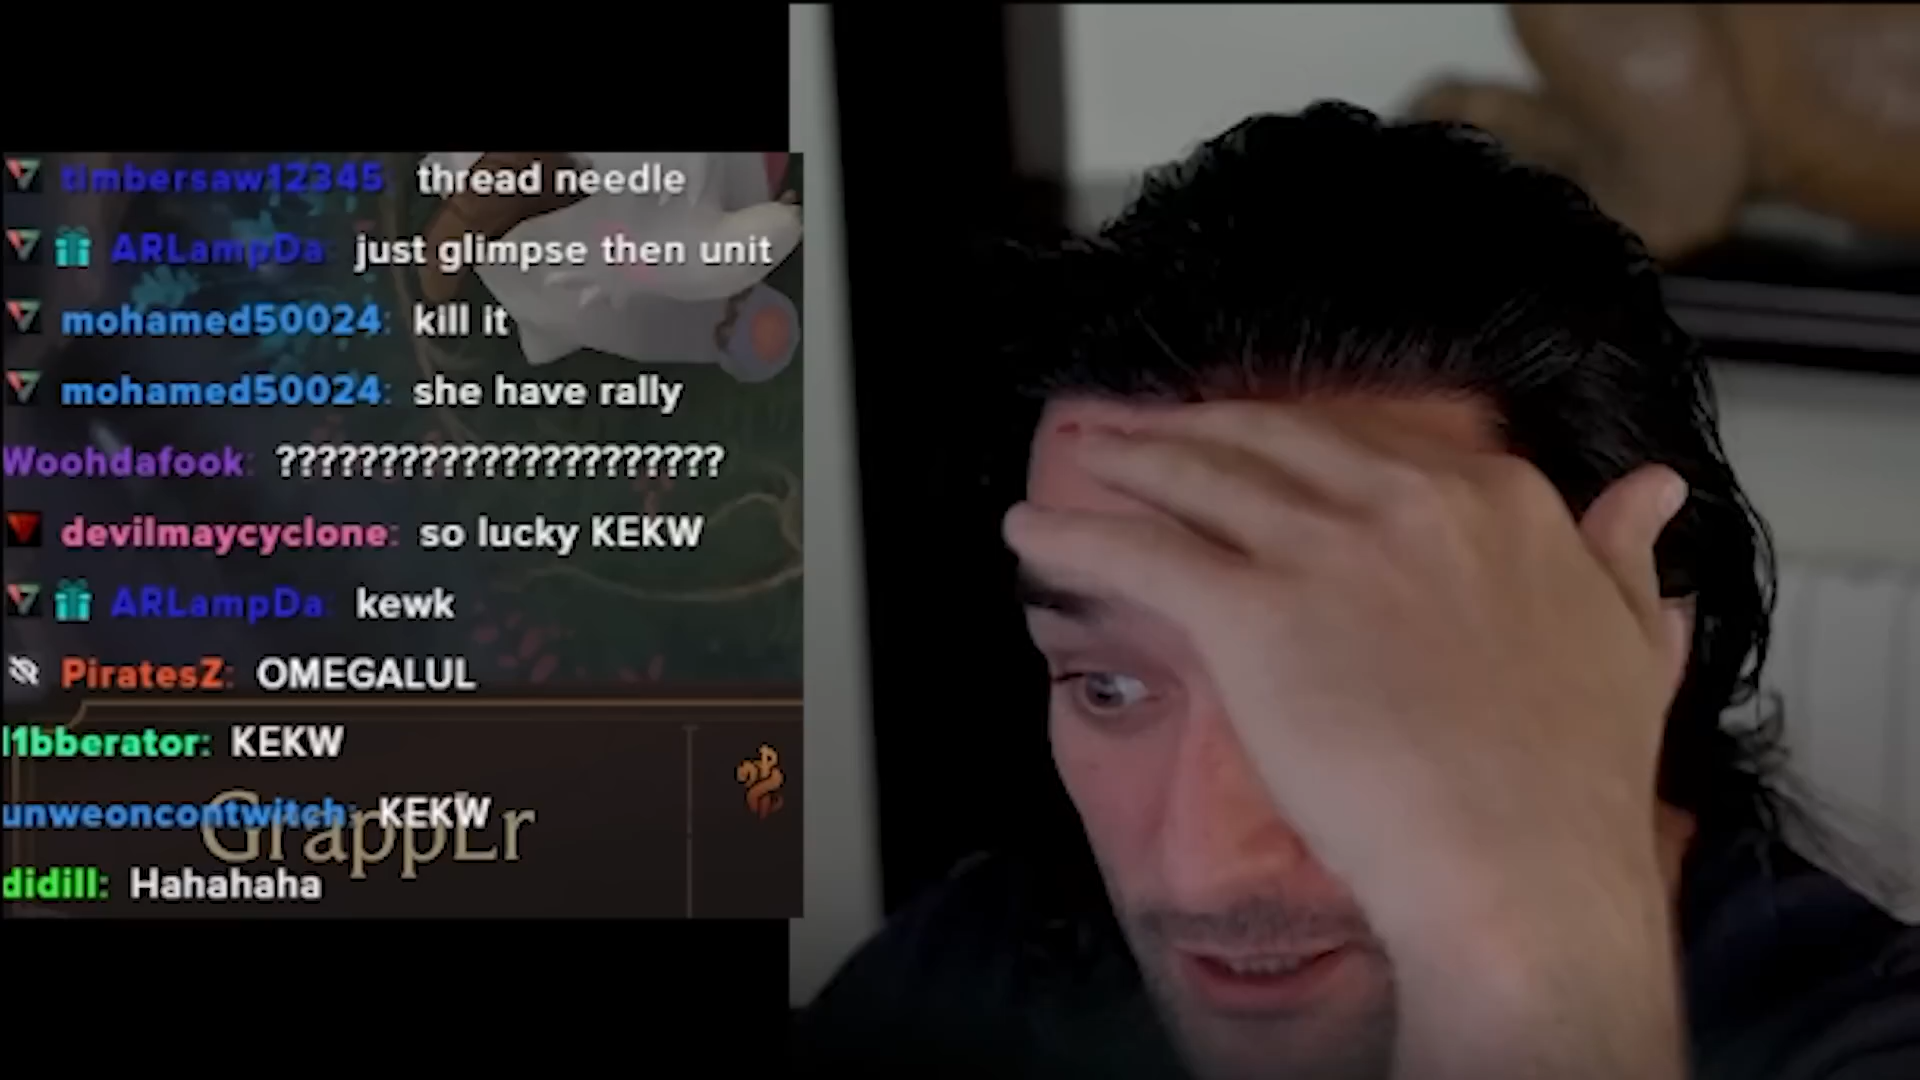 timbersaw12345 thread needle
ARLampDa: just glimpse then unit
mohamed50024: kill it
mohamed50024: she have rally
Woohdafook: ??????????????????????????
devilmaycyclone: so lucky KEKW
ARLampDa: kewk
PiratesZ: OMEGALUL
l1bberator: KEKW
unweoncontwitch: KEKW
GrappLr
didill: Hahahaha